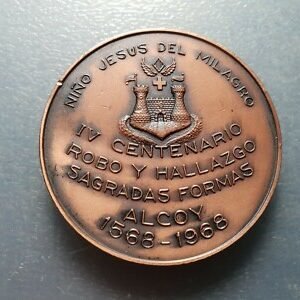 NIÑO JESUS DEL MILAGRO
IV CENTENARIO
ROBO Y HALLAZGO
SAGRADAS FORMAS
ALCOY
1568-1968